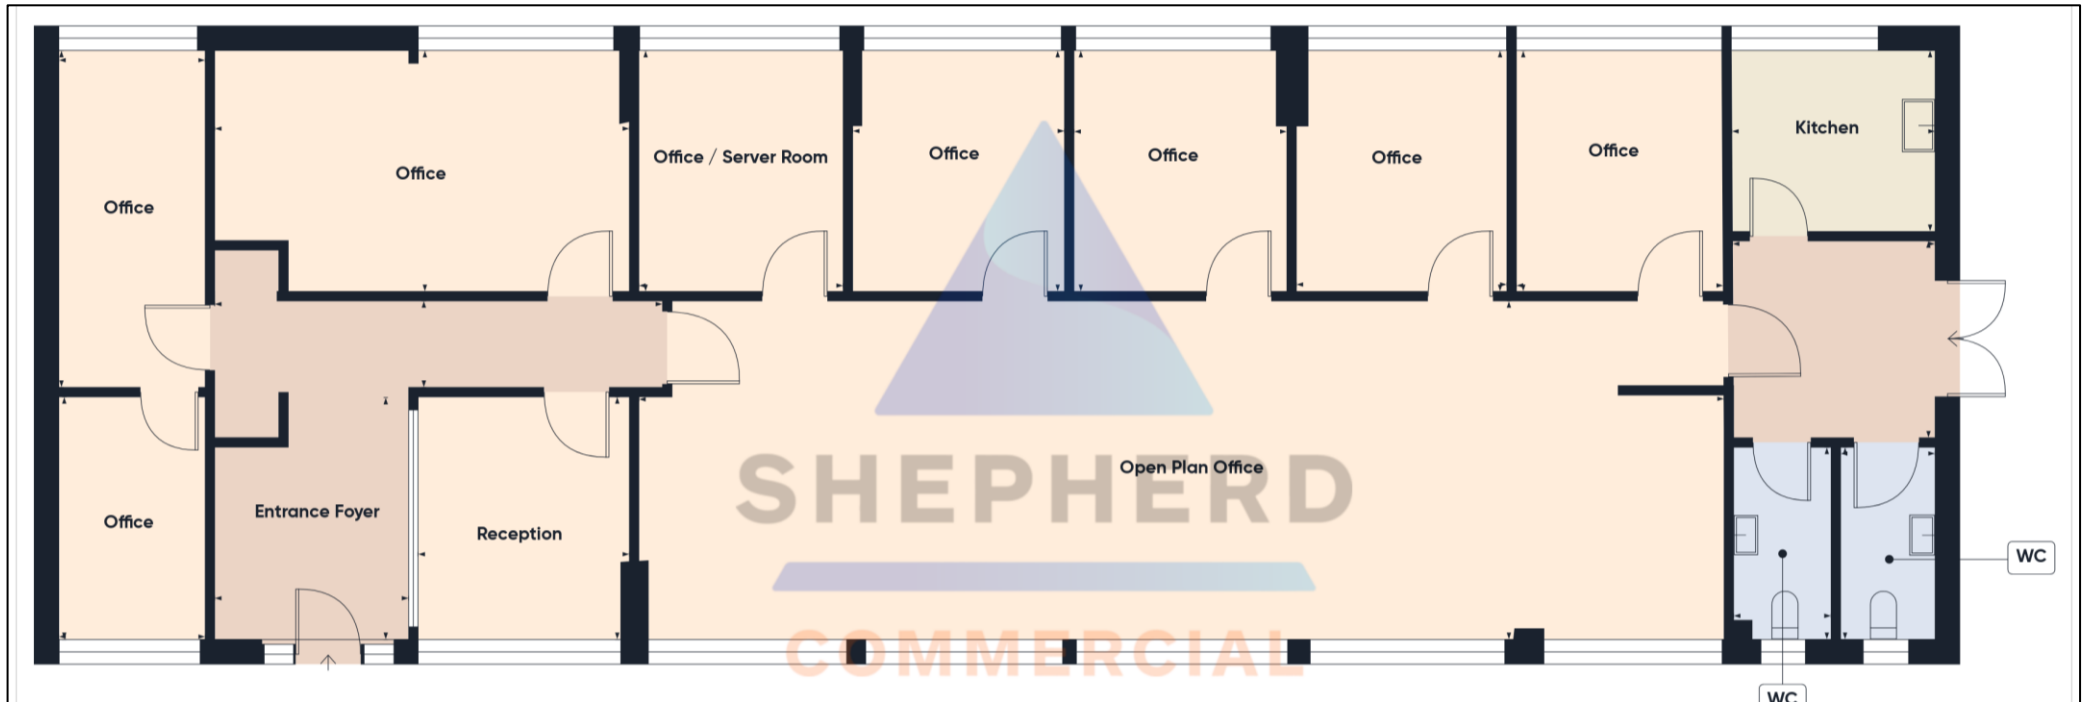 Office
Office
Office / Server Room
Office
Office
Office
Office
Kitchen
Office
Entrance Foyer
Reception
Open Plan Office
SHEPHERD
COMMERCIAL
WC
WC